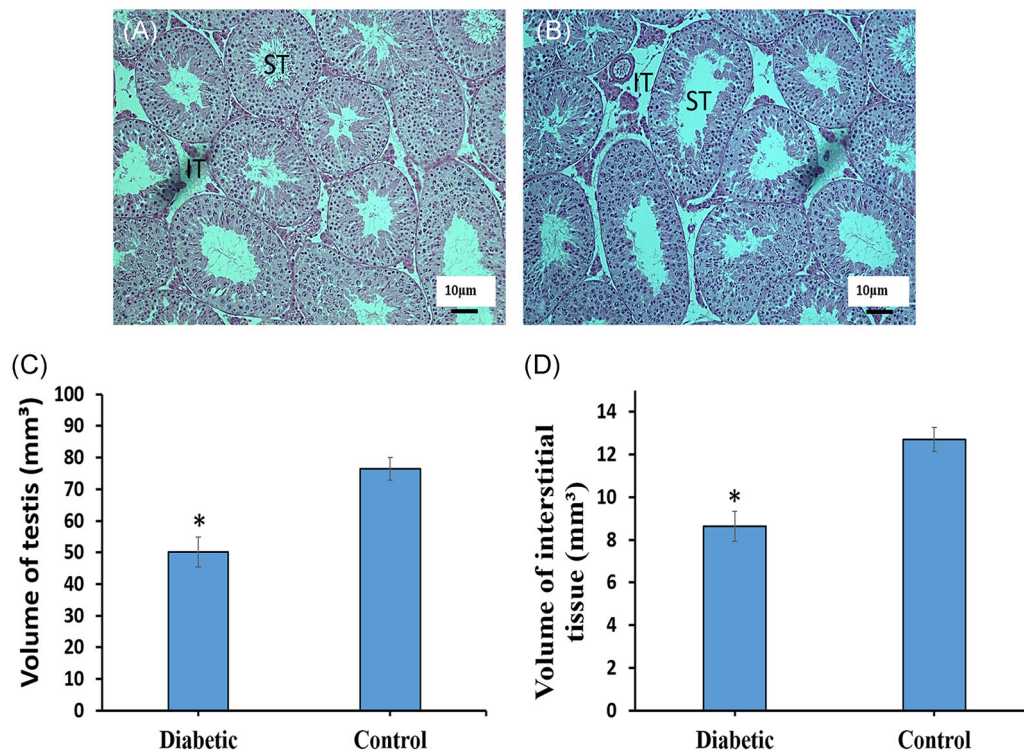 (A)
ST
IT
10μm
(B)
IT
ST
10μm
(C)
Volume of testis (mm³)
100
90
80
70
60
50
40
30
20
10
0
*
Diabetic
Control
(D)
Volume of interstitial
tissue (mm³)
14
12
10
8
6
4
2
0
*
Diabetic
Control